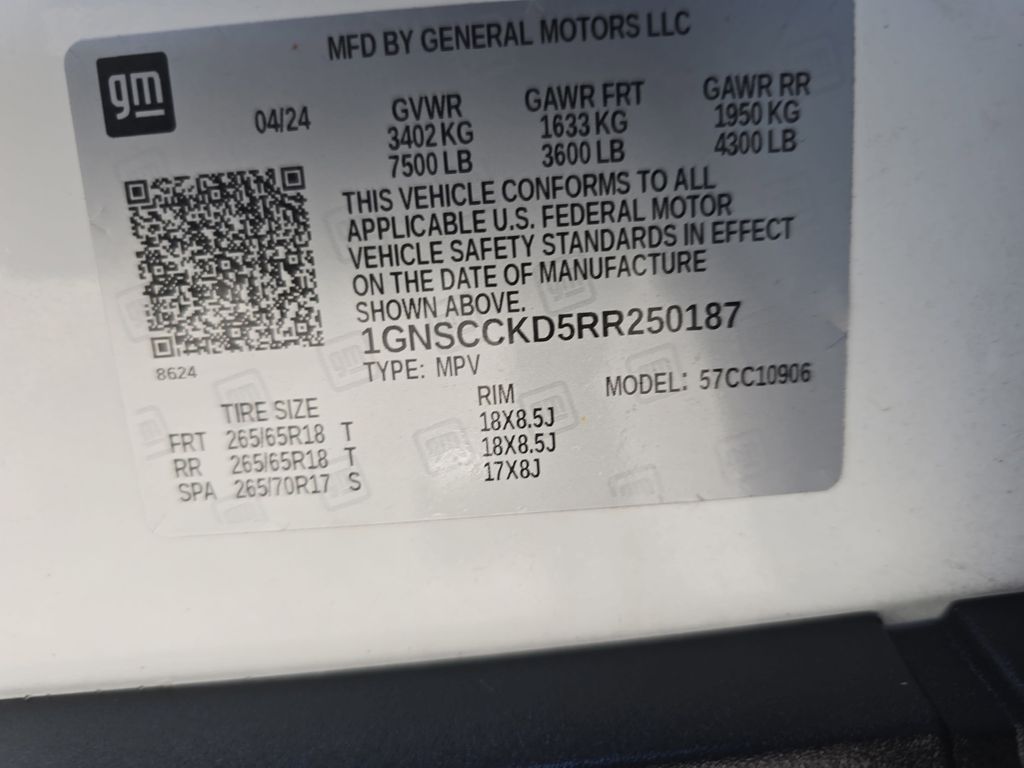 MFD BY GENERAL MOTORS LLC
gm
04/24
GVWR GAWR FRT GAWR RR
3402 KG 1633 KG 1950 KG
7500 LB 3600 LB 4300 LB
THIS VEHICLE CONFORMS TO ALL
APPLICABLE U.S. FEDERAL MOTOR
VEHICLE SAFETY STANDARDS IN EFFECT
ON THE DATE OF MANUFACTURE
SHOWN ABOVE.
1GNSCCKD5RR250187
8624
TYPE: MPV
MODEL: 57CC10906
TIRE SIZE RIM
FRT 265/65R18 T 18X8.5J
RR 265/65R18 T 18X8.5J
SPA 265/70R17 S 17X8J